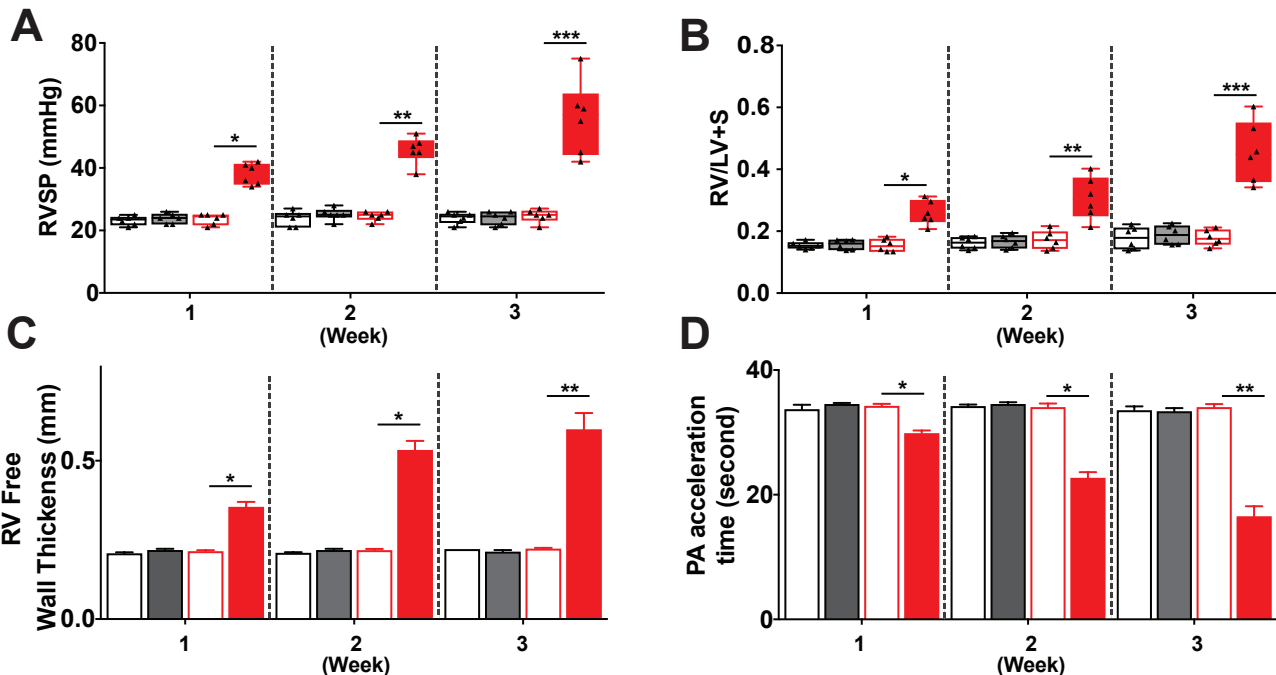 A
RVSP (mmHg)
80
60
40
20
0
*
**
***
1
2
3
(Week)
B
RV/LV+S
0.8
0.6
0.4
0.2
0.0
*
**
***
1
2
3
(Week)
C
RV Free
Wall Thickenss (mm)
0.5
0.0
*
*
**
1
2
3
(Week)
D
PA acceleration
time (second)
40
20
0
*
*
**
1
2
3
(Week)